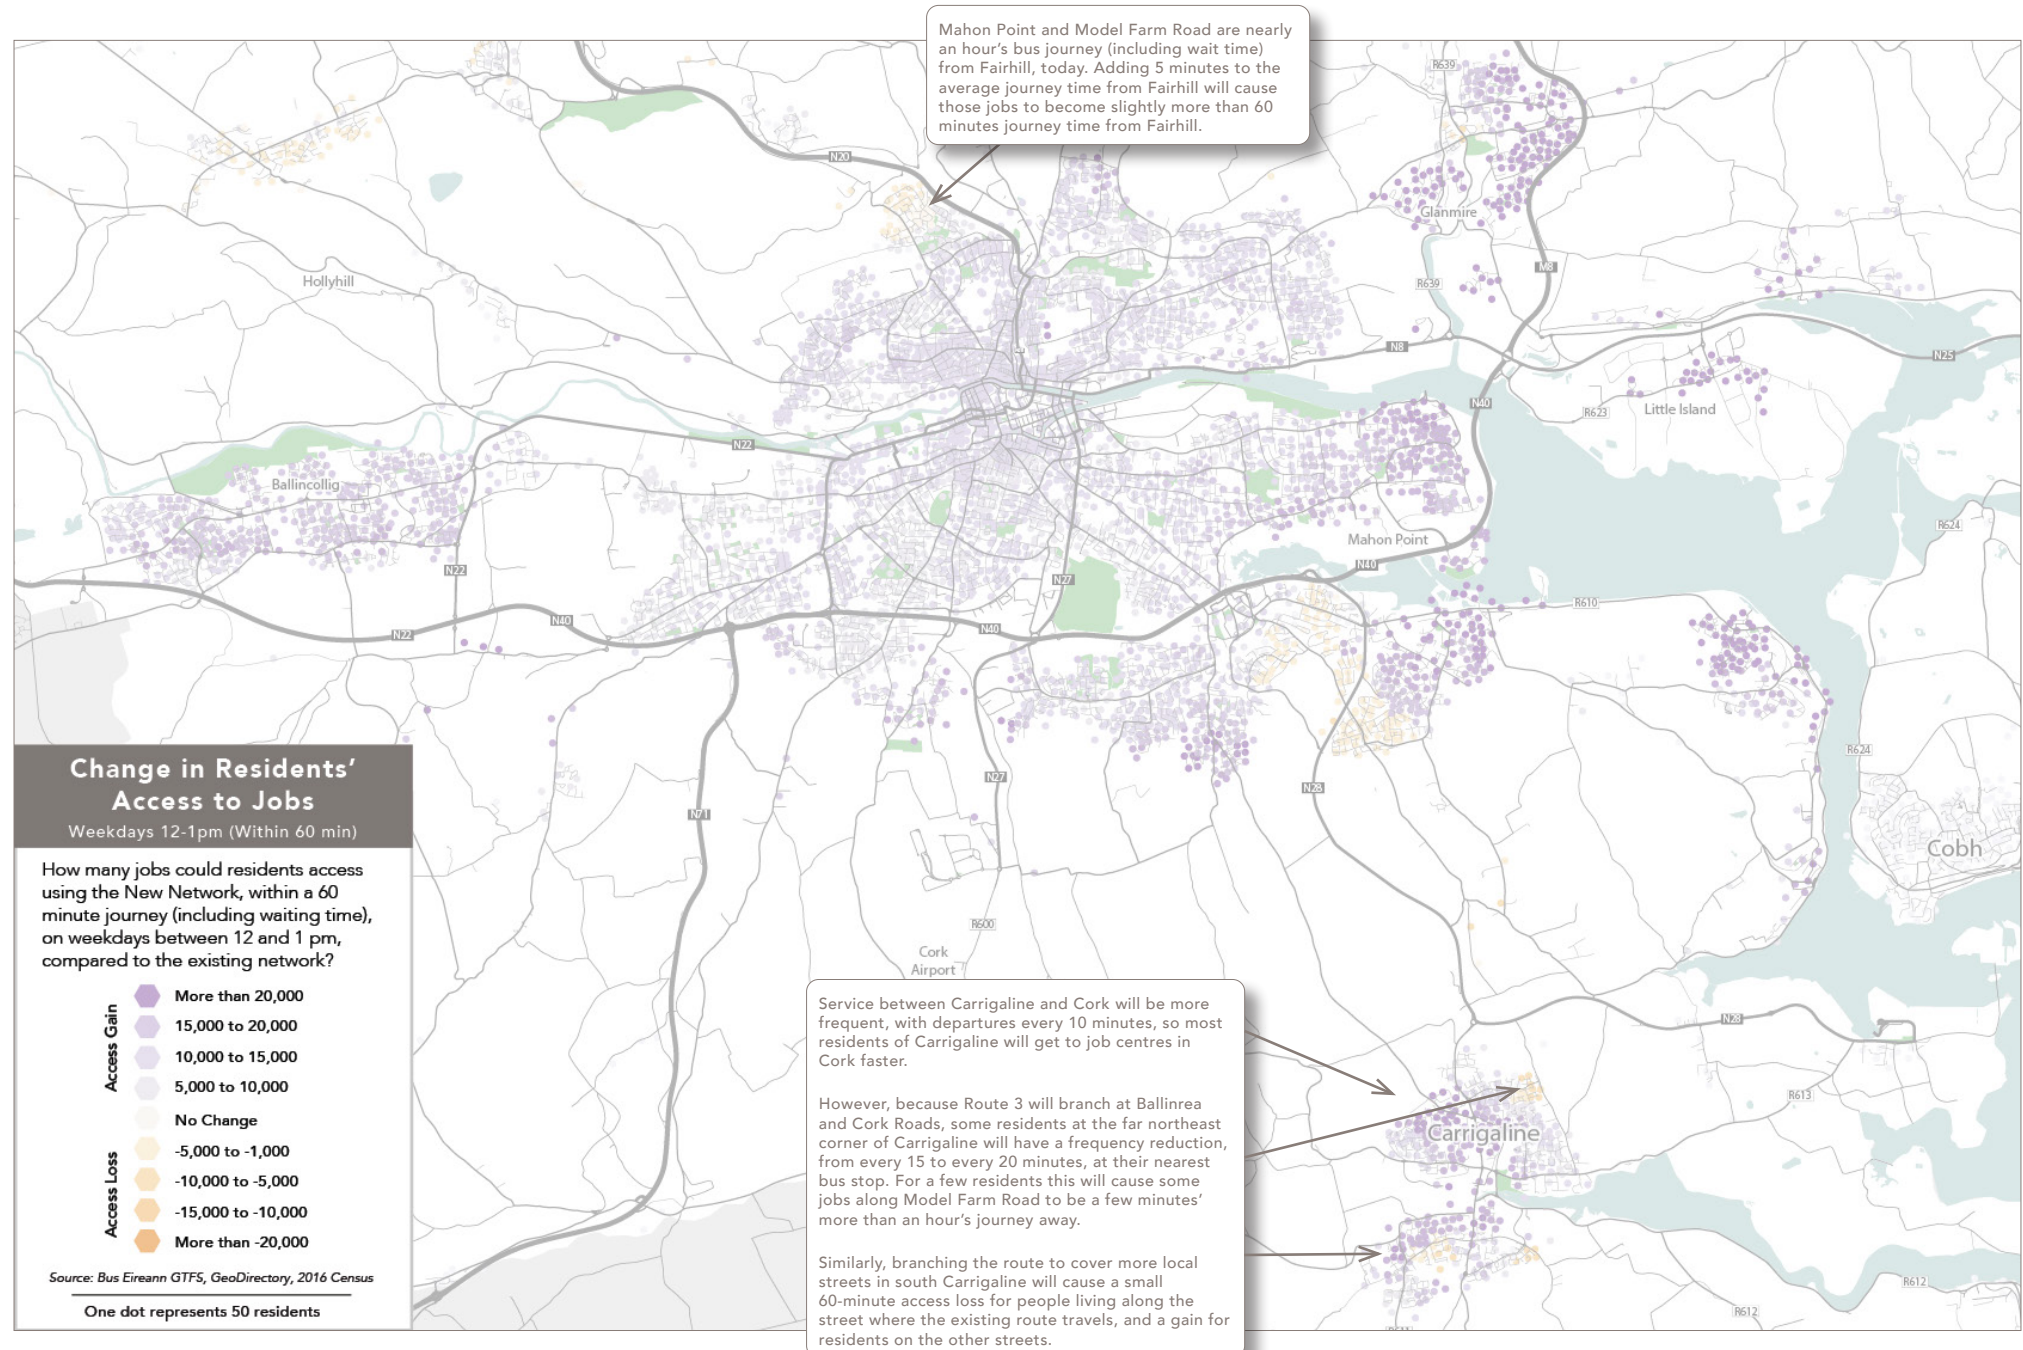 Mahon Point and Model Farm Road are nearly
an hour's bus journey (including wait time)
from Fairhill, today. Adding 5 minutes to the
average journey time from Fairhill will cause
those jobs to become slightly more than 60
minutes journey time from Fairhill.
R639
N20
Glanmire
M8
Hollyhill
R639
N8
N25
N40
R623
Little Island
N22
Ballincollig
R624
Mahon Point
N40
N22
N27
R610
N40
N22
N40
R624
N27
N28
N71
Cobh
R600
Cork
Airport
N28
R613
Carrigaline
R612
R612
Change in Residents'
Access to Jobs
Weekdays 12-1pm (Within 60 min)
How many jobs could residents access
using the New Network, within a 60
minute journey (including waiting time),
on weekdays between 12 and 1 pm,
compared to the existing network?
Access Gain
More than 20,000
15,000 to 20,000
10,000 to 15,000
5,000 to 10,000
No Change
Access Loss
-5,000 to -1,000
-10,000 to -5,000
-15,000 to -10,000
More than -20,000
Source: Bus Eireann GTFS, GeoDirectory, 2016 Census
One dot represents 50 residents
Service between Carrigaline and Cork will be more
frequent, with departures every 10 minutes, so most
residents of Carrigaline will get to job centres in
Cork faster.
However, because Route 3 will branch at Ballinrea
and Cork Roads, some residents at the far northeast
corner of Carrigaline will have a frequency reduction,
from every 15 to every 20 minutes, at their nearest
bus stop. For a few residents this will cause some
jobs along Model Farm Road to be a few minutes'
more than an hour's journey away.
Similarly, branching the route to cover more local
streets in south Carrigaline will cause a small
60-minute access loss for people living along the
street where the existing route travels, and a gain for
residents on the other streets.